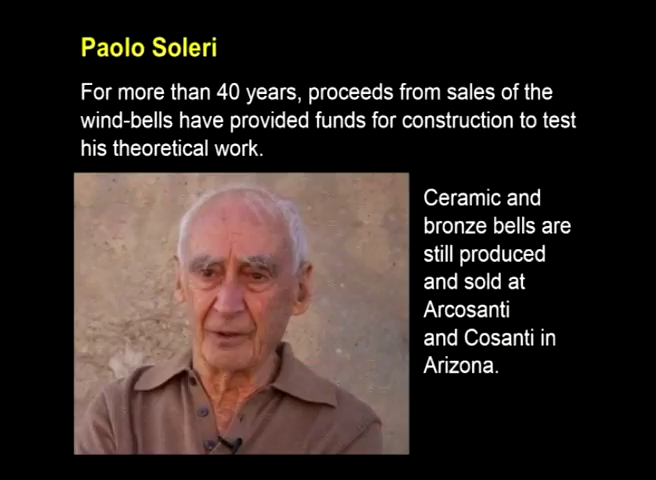 Paolo Soleri
For more than 40 years, proceeds from sales of the
wind-bells have provided funds for construction to test
his theoretical work.
Ceramic and
bronze bells are
still produced
and sold at
Arcosanti
and Cosanti in
Arizona.